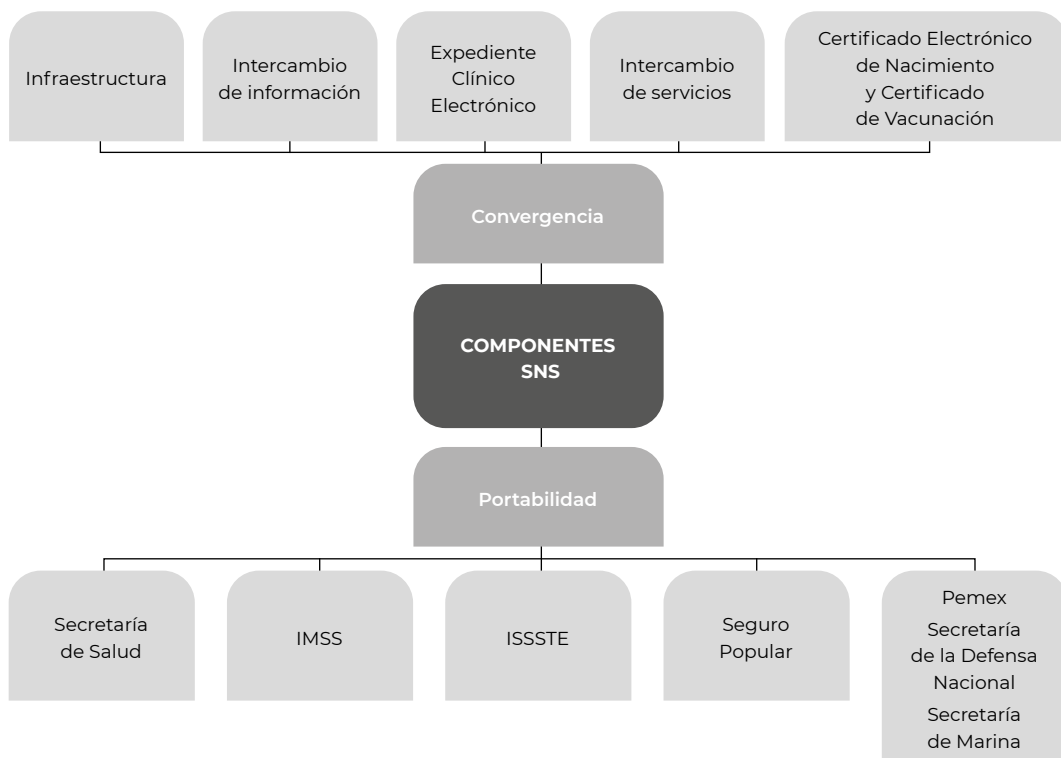 Infraestructura
Intercambio
de información
Expediente
Clínico
Electrónico
Intercambio
de servicios
Certificado Electrónico
de Nacimiento
y Certificado
de Vacunación
Convergencia
COMPONENTES
SNS
Portabilidad
Secretaría
de Salud
IMSS
ISSSTE
Seguro
Popular
Pemex
Secretaría
de la Defensa
Nacional
Secretaría
de Marina